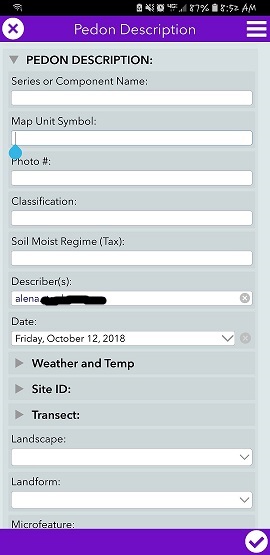 87% 8:52 AM
Pedon Description
PEDON DESCRIPTION:
Series or Component Name:
Map Unit Symbol:
Photo #:
Classification:
Soil Moist Regime (Tax):
Describer(s):
alena
Date:
Friday, October 12, 2018
Weather and Temp
Site ID:
Transect:
Landscape:
Landform:
Microfeature: